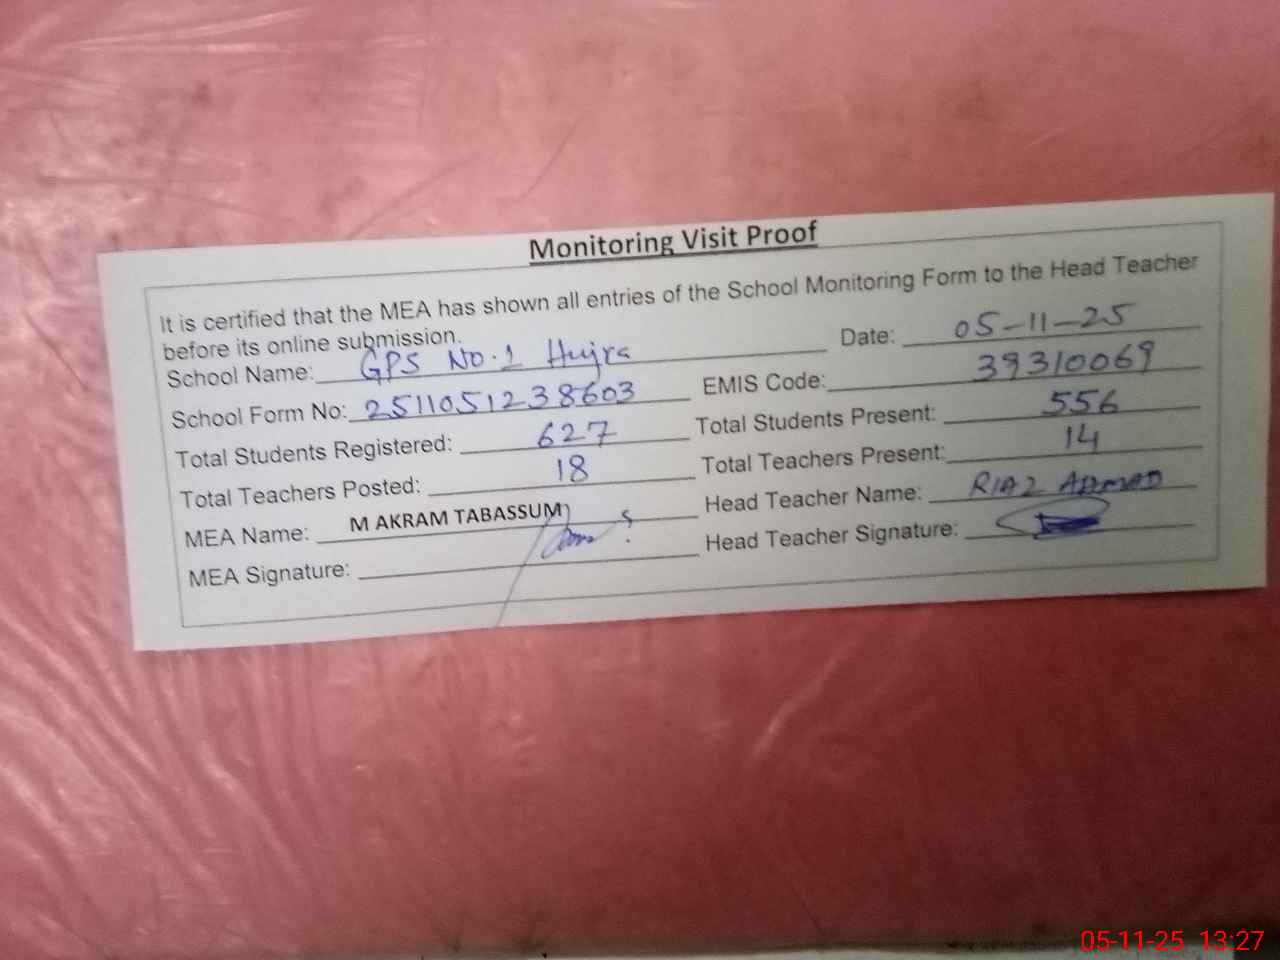 Monitoring Visit Proof
It is certified that the MEA has shown all entries of the School Monitoring Form to the Head Teacher
before its online submission.
School Name: GPS No.1 Hujra Date: 05-11-25
School Form No: 2511051238603 EMIS Code: 39310069
Total Students Registered: 627 Total Students Present: 556
Total Teachers Posted: 18 Total Teachers Present: 14
MEA Name: M AKRAM TABASSUM Head Teacher Name: RIAZ AHMAD
MEA Signature: Head Teacher Signature:
05-11-25 13:27